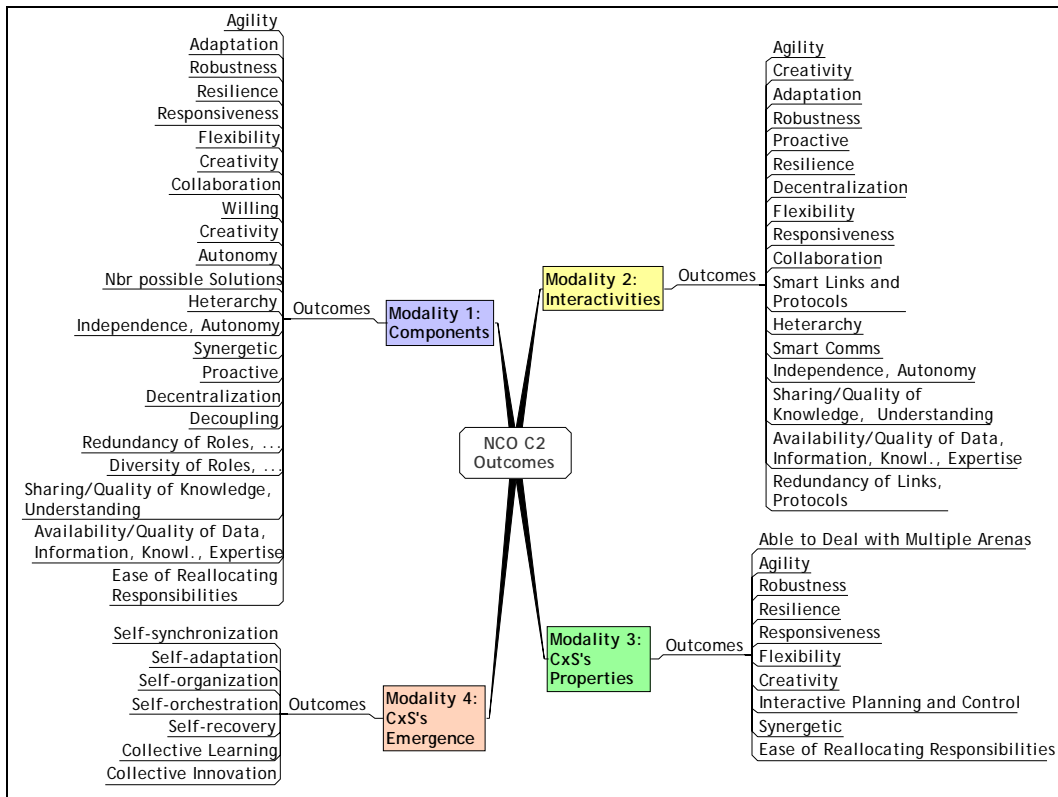 Agility
Adaptation
Robustness
Resilience
Responsiveness
Flexibility
Creativity
Collaboration
Willing
Creativity
Autonomy
Nbr possible Solutions
Heterarchy
Independence, Autonomy
Synergetic
Proactive
Decentralization
Decoupling
Redundancy of Roles, ...
Diversity of Roles, ...
Sharing/Quality of Knowledge,
Understanding
Availability/Quality of Data,
Information, Knowl., Expertise
Ease of Reallocating
Responsibilities
Outcomes
Modality 1:
Components
Modality 2:
Interactivities
Outcomes
Agility
Creativity
Adaptation
Robustness
Proactive
Resilience
Decentralization
Flexibility
Responsiveness
Collaboration
Smart Links and
Protocols
Heterarchy
Smart Comms
Independence, Autonomy
Sharing/Quality of
Knowledge, Understanding
Availability/Quality of Data,
Information, Knowl., Expertise
Redundancy of Links,
Protocols
NCO C2
Outcomes
Self-synchronization
Self-adaptation
Self-organization
Self-orchestration
Self-recovery
Collective Learning
Collective Innovation
Outcomes
Modality 4:
CxS's
Emergence
Modality 3:
CxS's
Properties
Outcomes
Able to Deal with Multiple Arenas
Agility
Robustness
Resilience
Responsiveness
Flexibility
Creativity
Interactive Planning and Control
Synergetic
Ease of Reallocating Responsibilities